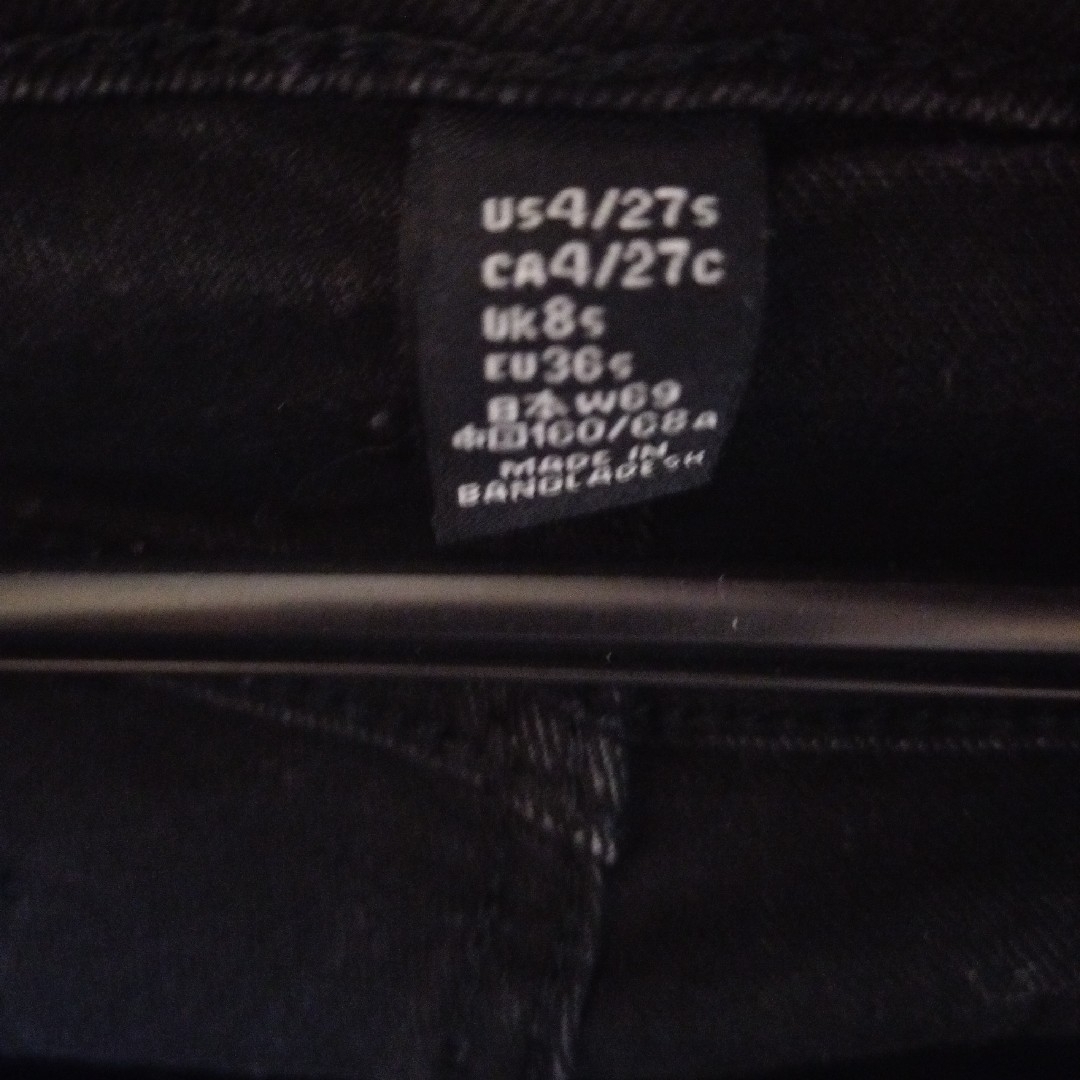 US4/27S
CA4/27C
UK8S
EU36S
日本W69
中国160/68A
MADE IN
BANGLADESH